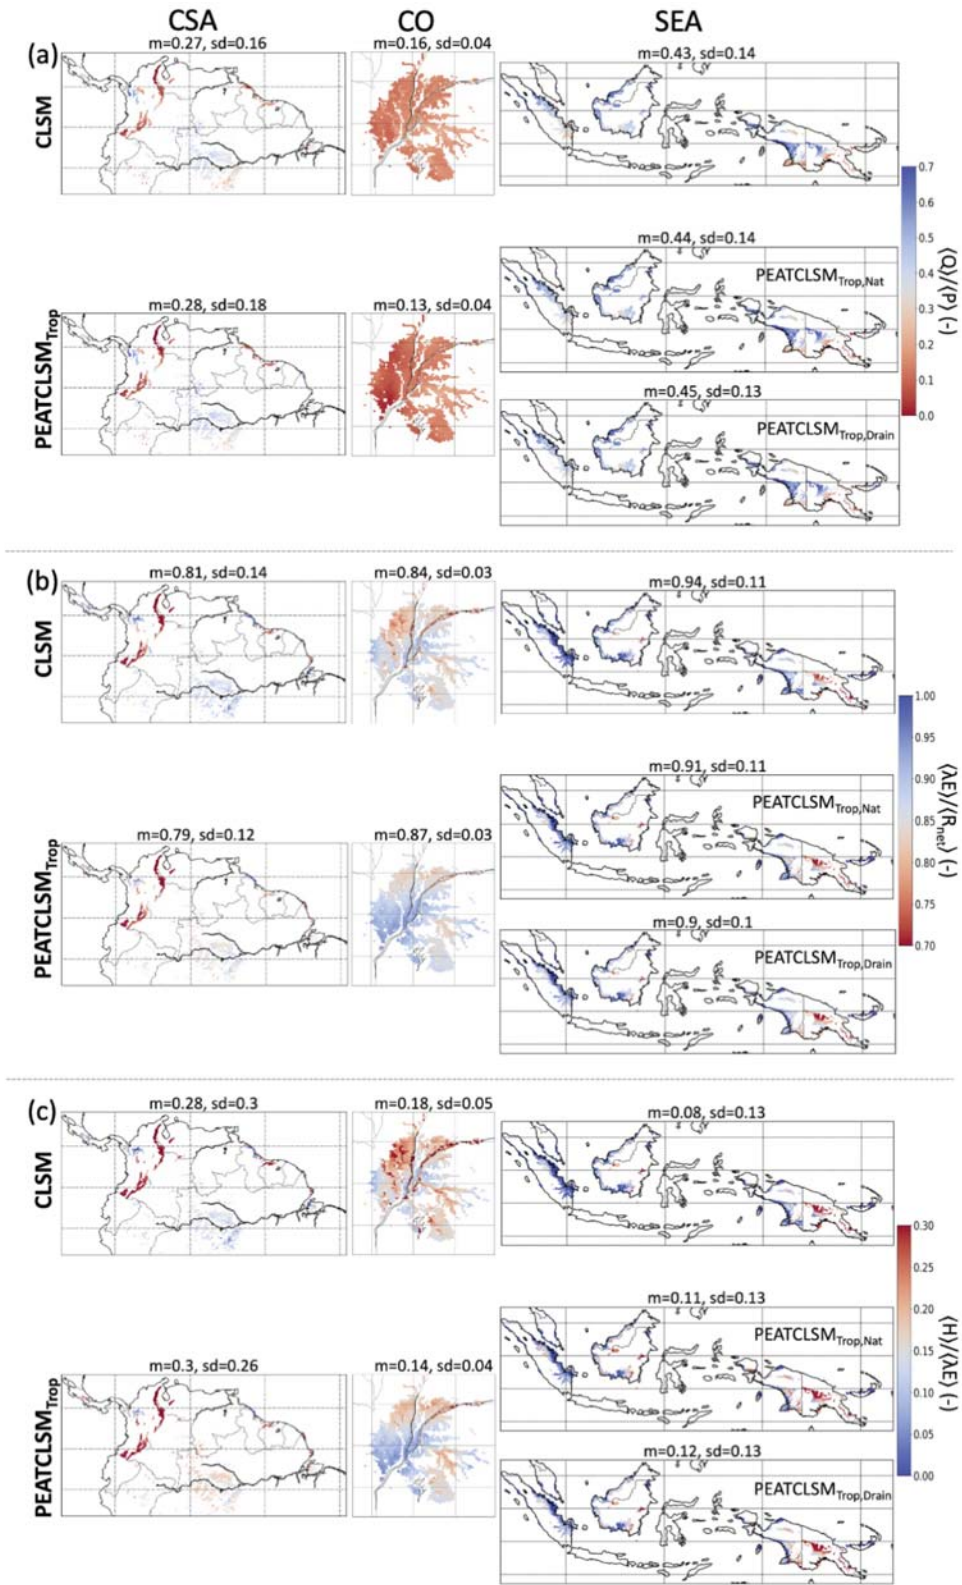 CSA CO SEA
(a)
m=0.27, sd=0.16
m=0.16, sd=0.04
m=0.43, sd=0.14
CLSM
m=0.44, sd=0.14
PEATCLSMTrop,Nat
m=0.28, sd=0.18
m=0.13, sd=0.04
PEATCLSMTrop
m=0.45, sd=0.13
PEATCLSMTrop,Drain
0.7
0.6
0.5
0.4
0.3
0.2
0.1
0.0
⟨Q⟩/⟨P⟩ (-)
(b)
m=0.81, sd=0.14
m=0.84, sd=0.03
m=0.94, sd=0.11
CLSM
m=0.91, sd=0.11
PEATCLSMTrop,Nat
m=0.79, sd=0.12
m=0.87, sd=0.03
PEATCLSMTrop
m=0.9, sd=0.1
PEATCLSMTrop,Drain
1.00
0.95
0.90
0.85
0.80
0.75
0.70
⟨λE⟩/⟨Rnet⟩ (-)
(c)
m=0.28, sd=0.3
m=0.18, sd=0.05
m=0.08, sd=0.13
CLSM
m=0.11, sd=0.13
PEATCLSMTrop,Nat
m=0.3, sd=0.26
m=0.14, sd=0.04
PEATCLSMTrop
m=0.12, sd=0.13
PEATCLSMTrop,Drain
0.30
0.25
0.20
0.15
0.10
0.05
0.00
⟨H⟩/⟨λE⟩ (-)